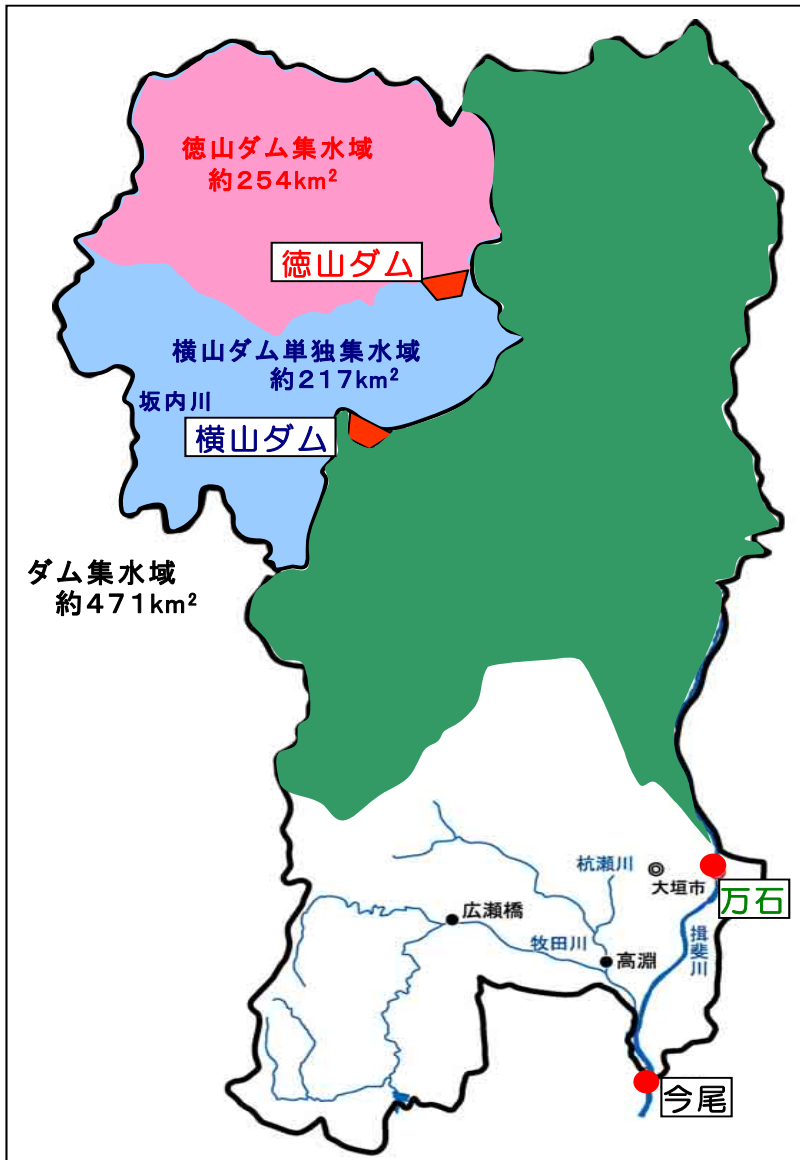 徳山ダム集水域
約254km²
徳山ダム
横山ダム単独集水域
約217km²
坂内川
横山ダム
ダム集水域
約471km²
杭瀬川
大垣市
万石
広瀬橋
牧田川
揖斐川
高淵
今尾